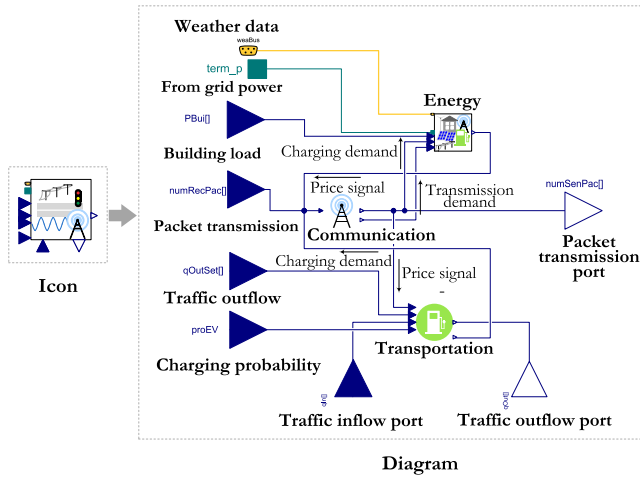 Weather data
weaBus
term_p
From grid power
Energy
PBui[]
Building load
Charging demand
Price signal
Transmission
demand
numRecPac[]
Packet transmission
Communication
numSenPac[]
Packet
transmission
port
Icon
Charging demand
Price signal
-
qOutSet[]
Traffic outflow
proEV
Charging probability
Transportation
Traffic inflow port
Traffic outflow port
Diagram